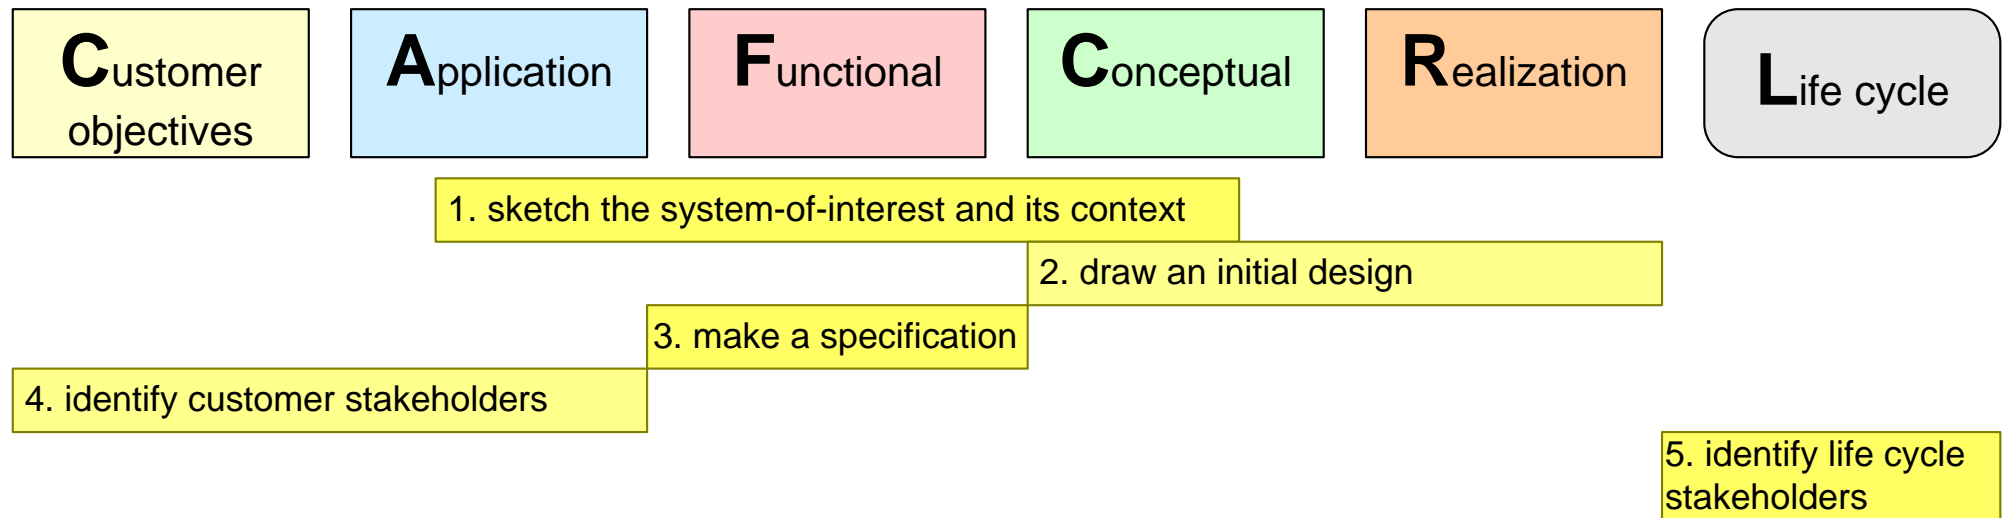 Customer
objectives
Application
Functional
Conceptual
Realization
Life cycle
1. sketch the system-of-interest and its context
2. draw an initial design
3. make a specification
4. identify customer stakeholders
5. identify life cycle
stakeholders